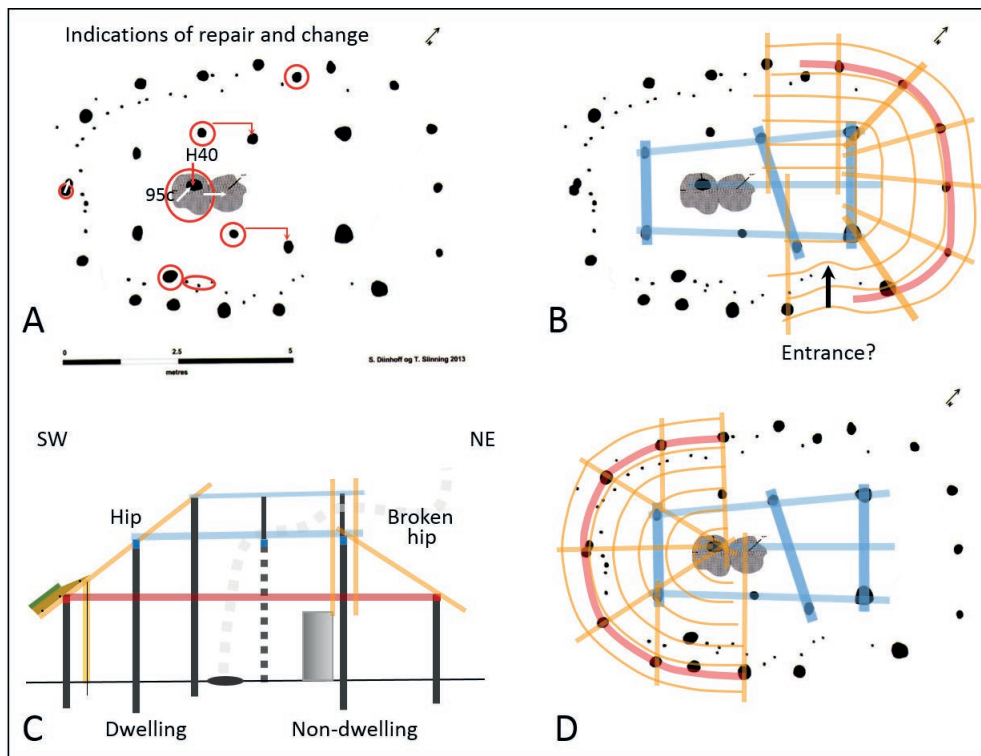 Indications of repair and change
H40
95c
A
0
2.5
5
metres
S. Diinhoff og T. Slinning 2013
B
Entrance?
SW
NE
Hip
Broken
hip
C
Dwelling
Non-dwelling
D